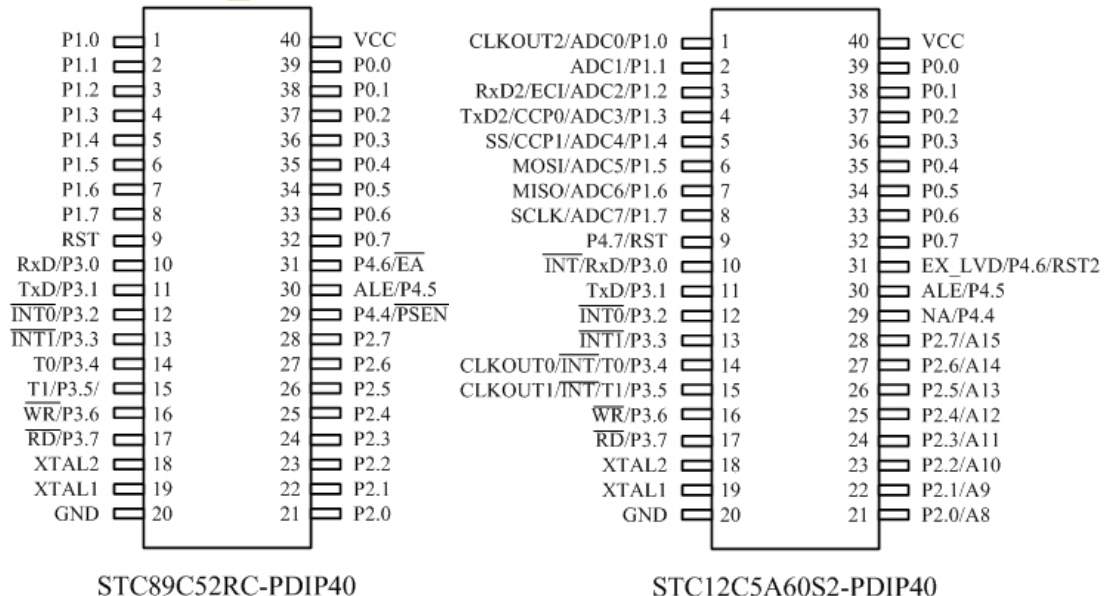 P1.0 1 40 VCC
P1.1 2 39 P0.0
P1.2 3 38 P0.1
P1.3 4 37 P0.2
P1.4 5 36 P0.3
P1.5 6 35 P0.4
P1.6 7 34 P0.5
P1.7 8 33 P0.6
RST 9 32 P0.7
RxD/P3.0 10 31 P4.6/EA
TxD/P3.1 11 30 ALE/P4.5
INT0/P3.2 12 29 P4.4/PSEN
INT1/P3.3 13 28 P2.7
T0/P3.4 14 27 P2.6
T1/P3.5/ 15 26 P2.5
WR/P3.6 16 25 P2.4
RD/P3.7 17 24 P2.3
XTAL2 18 23 P2.2
XTAL1 19 22 P2.1
GND 20 21 P2.0
STC89C52RC-PDIP40
CLKOUT2/ADC0/P1.0 1 40 VCC
ADC1/P1.1 2 39 P0.0
RxD2/ECI/ADC2/P1.2 3 38 P0.1
TxD2/CCP0/ADC3/P1.3 4 37 P0.2
SS/CCP1/ADC4/P1.4 5 36 P0.3
MOSI/ADC5/P1.5 6 35 P0.4
MISO/ADC6/P1.6 7 34 P0.5
SCLK/ADC7/P1.7 8 33 P0.6
P4.7/RST 9 32 P0.7
INT/RxD/P3.0 10 31 EX_LVD/P4.6/RST2
TxD/P3.1 11 30 ALE/P4.5
INT0/P3.2 12 29 NA/P4.4
INT1/P3.3 13 28 P2.7/A15
CLKOUT0/INT/T0/P3.4 14 27 P2.6/A14
CLKOUT1/INT/T1/P3.5 15 26 P2.5/A13
WR/P3.6 16 25 P2.4/A12
RD/P3.7 17 24 P2.3/A11
XTAL2 18 23 P2.2/A10
XTAL1 19 22 P2.1/A9
GND 20 21 P2.0/A8
STC12C5A60S2-PDIP40